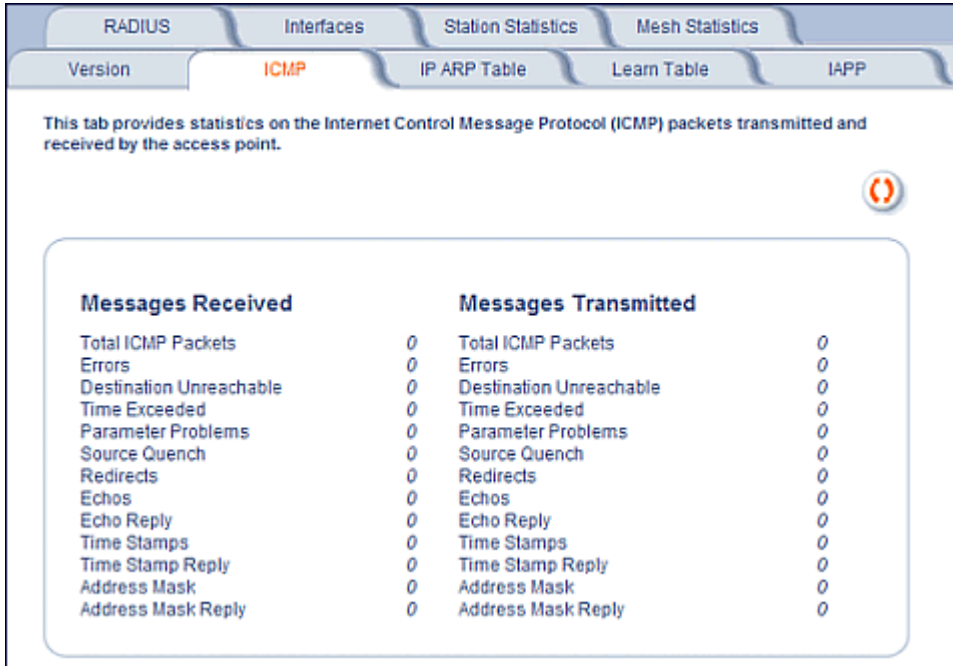 RADIUS Interfaces Station Statistics Mesh Statistics
Version ICMP IP ARP Table Learn Table IAPP
This tab provides statistics on the Internet Control Message Protocol (ICMP) packets transmitted and
received by the access point.
Messages Received Messages Transmitted
Total ICMP Packets 0 Total ICMP Packets 0
Errors 0 Errors 0
Destination Unreachable 0 Destination Unreachable 0
Time Exceeded 0 Time Exceeded 0
Parameter Problems 0 Parameter Problems 0
Source Quench 0 Source Quench 0
Redirects 0 Redirects 0
Echos 0 Echos 0
Echo Reply 0 Echo Reply 0
Time Stamps 0 Time Stamps 0
Time Stamp Reply 0 Time Stamp Reply 0
Address Mask 0 Address Mask 0
Address Mask Reply 0 Address Mask Reply 0